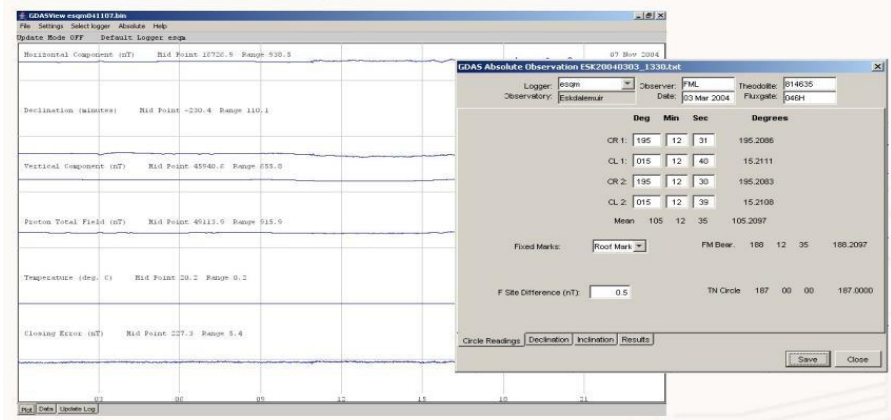 GDASView esqm041107.bin
File Settings Select logger Absolute Help
Update Mode OFF Default Logger esqm
Horizontal Component (nT) Mid Point 16726.9 Range 938.5 07 Nov 2004
Declination (minutes) Mid Point -230.4 Range 110.1
Vertical Component (nT) Mid Point 45940.6 Range 655.8
Proton Total Field (nT) Mid Point 49113.9 Range 915.9
Temperature (deg. C) Mid Point 20.2 Range 0.2
Closing Error (nT) Mid Point 227.3 Range 5.4
03 06 09 12 15 18 21
Plot Data Update Log
GDAS Absolute Observation ESK20040303_1330.txt
Logger: esqm Observer: FML Theodolite: 814635
Observatory: Eskdalemuir Date: 03 Mar 2004 Fluxgate: 046H
Deg Min Sec Degrees
CR 1: 195 12 31 195.2086
CL 1: 015 12 40 15.2111
CR 2: 195 12 30 195.2083
CL 2: 015 12 39 15.2108
Mean 105 12 35 105.2097
Fixed Marks: Roof Mark FM Bear. 188 12 35 188.2097
F Site Difference (nT): 0.5 TN Circle 187 00 00 187.0000
Circle Readings Declination Inclination Results
Save Close